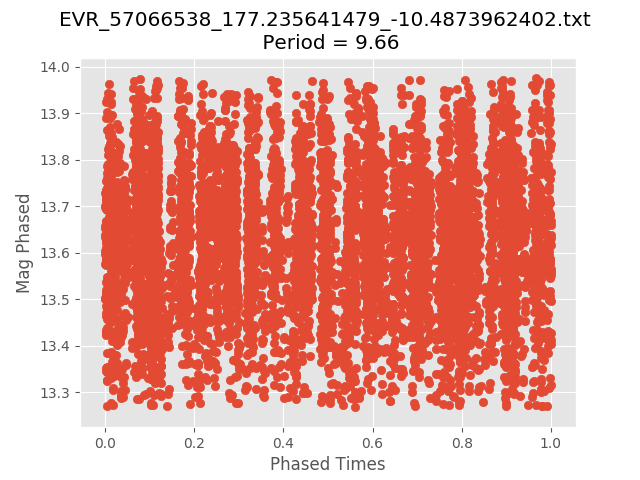 EVR_57066538_177.235641479_-10.4873962402.txt
Period = 9.66
14.0
13.9
13.8
13.7
13.6
13.5
13.4
13.3
Mag Phased
0.0 0.2 0.4 0.6 0.8 1.0
Phased Times